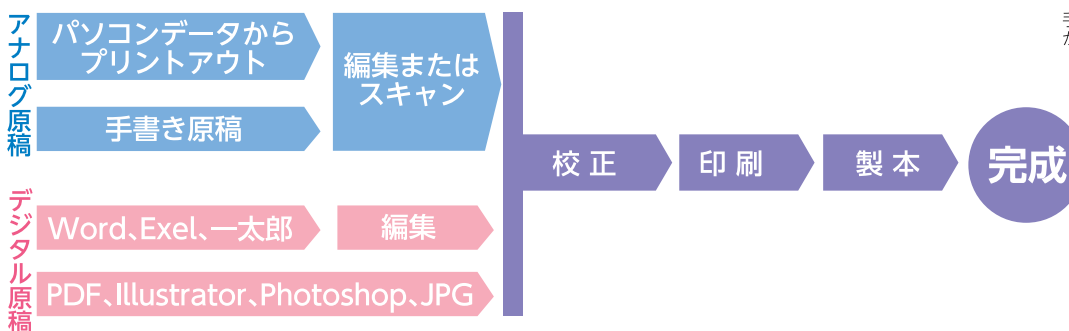 アナログ原稿
パソコンデータから
プリントアウト
手書き原稿
編集または
スキャン
デジタル原稿
Word、Exel、一太郎
編集
PDF、Illustrator、Photoshop、JPG
校正
印刷
製本
完成